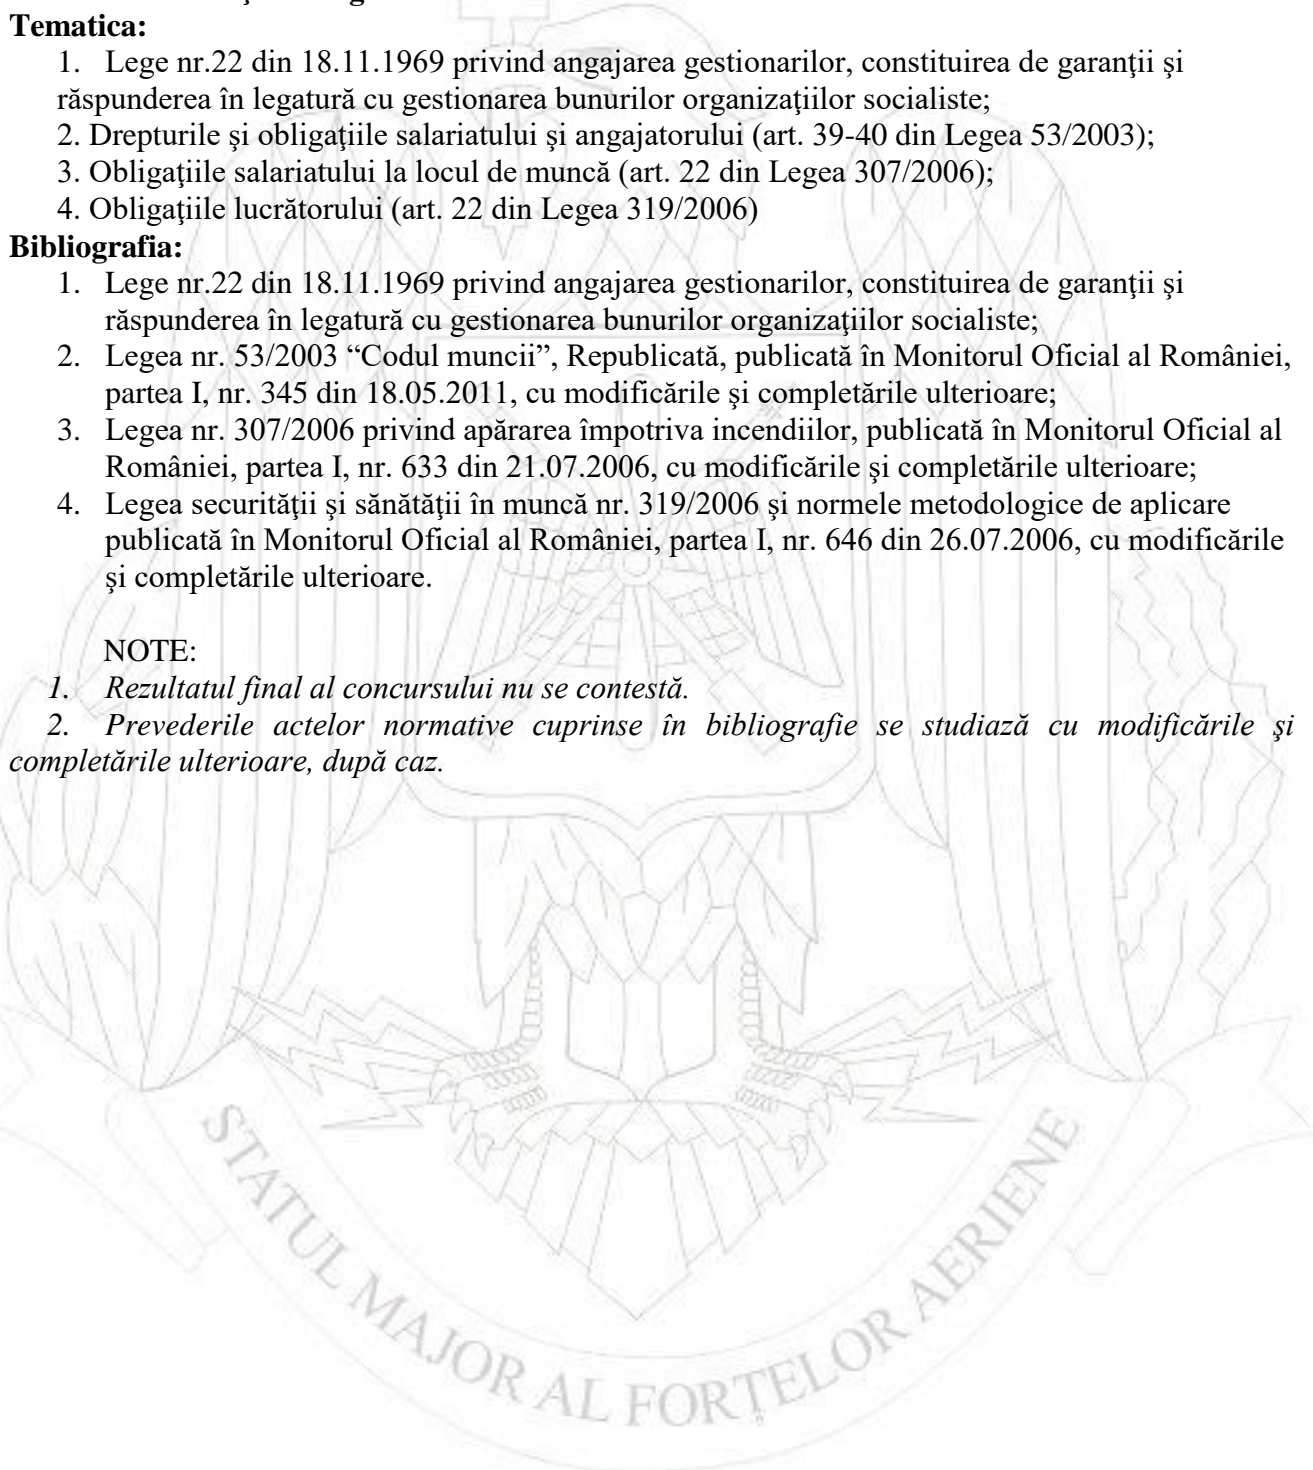 Tematica:
1. Lege nr.22 din 18.11.1969 privind angajarea gestionarilor, constituirea de garanţii şi
răspunderea în legatură cu gestionarea bunurilor organizaţiilor socialiste;
2. Drepturile şi obligaţiile salariatului şi angajatorului (art. 39-40 din Legea 53/2003);
3. Obligaţiile salariatului la locul de muncă (art. 22 din Legea 307/2006);
4. Obligaţiile lucrătorului (art. 22 din Legea 319/2006)
Bibliografia:
1. Lege nr.22 din 18.11.1969 privind angajarea gestionarilor, constituirea de garanţii şi
răspunderea în legatură cu gestionarea bunurilor organizaţiilor socialiste;
2. Legea nr. 53/2003 “Codul muncii”, Republicată, publicată în Monitorul Oficial al României,
partea I, nr. 345 din 18.05.2011, cu modificările şi completările ulterioare;
3. Legea nr. 307/2006 privind apărarea împotriva incendiilor, publicată în Monitorul Oficial al
României, partea I, nr. 633 din 21.07.2006, cu modificările şi completările ulterioare;
4. Legea securităţii şi sănătăţii în muncă nr. 319/2006 şi normele metodologice de aplicare
publicată în Monitorul Oficial al României, partea I, nr. 646 din 26.07.2006, cu modificările
şi completările ulterioare.
NOTE:
1. Rezultatul final al concursului nu se contestă.
2. Prevederile actelor normative cuprinse în bibliografie se studiază cu modificările şi
completările ulterioare, după caz.
STATUL MAJOR AL FORȚELOR AERIENE